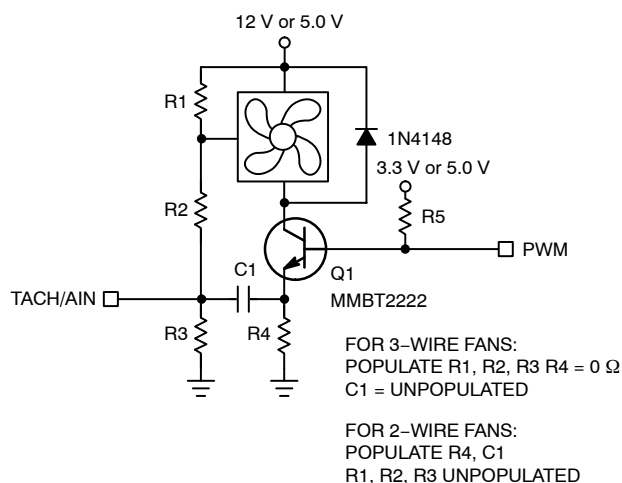 12 V or 5.0 V
R1
1N4148
3.3 V or 5.0 V
R2
R5
PWM
C1
Q1
TACH/AIN
MMBT2222
R3
R4
FOR 3−WIRE FANS:
POPULATE R1, R2, R3 R4 = 0 Ω
C1 = UNPOPULATED
FOR 2−WIRE FANS:
POPULATE R4, C1
R1, R2, R3 UNPOPULATED